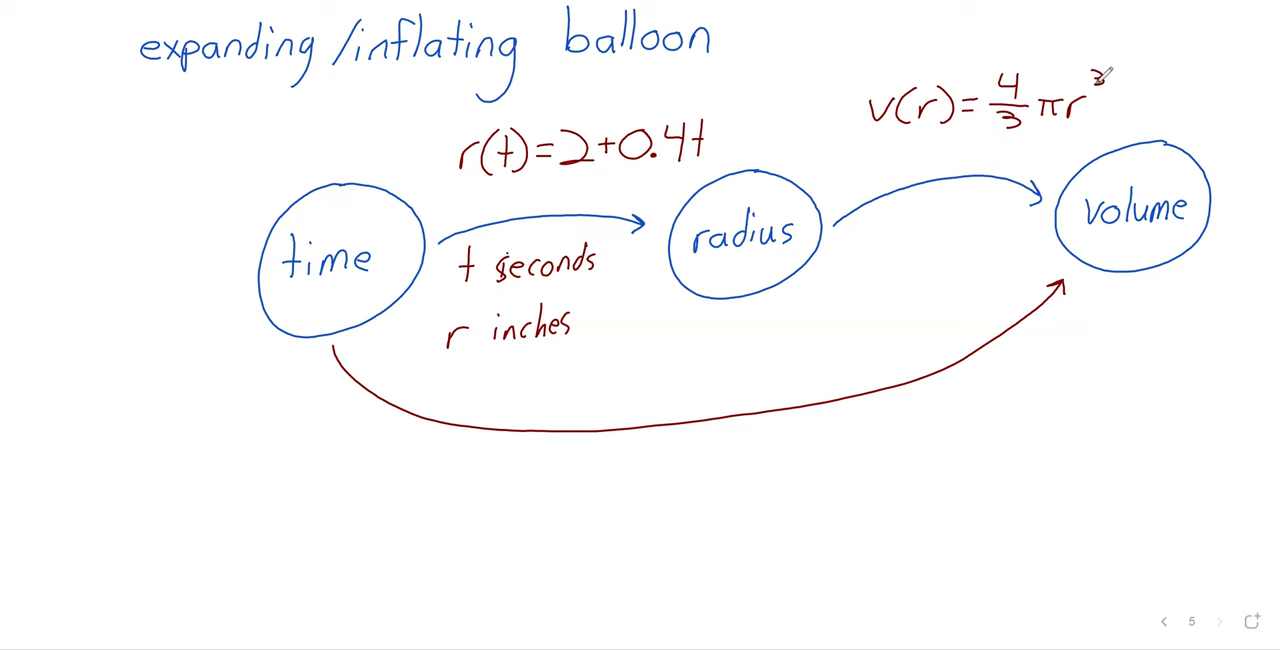 expanding/inflating balloon
v(r) = 4/3 πr³
r(t) = 2+0.4t
time
t seconds
r inches
radius
volume
5